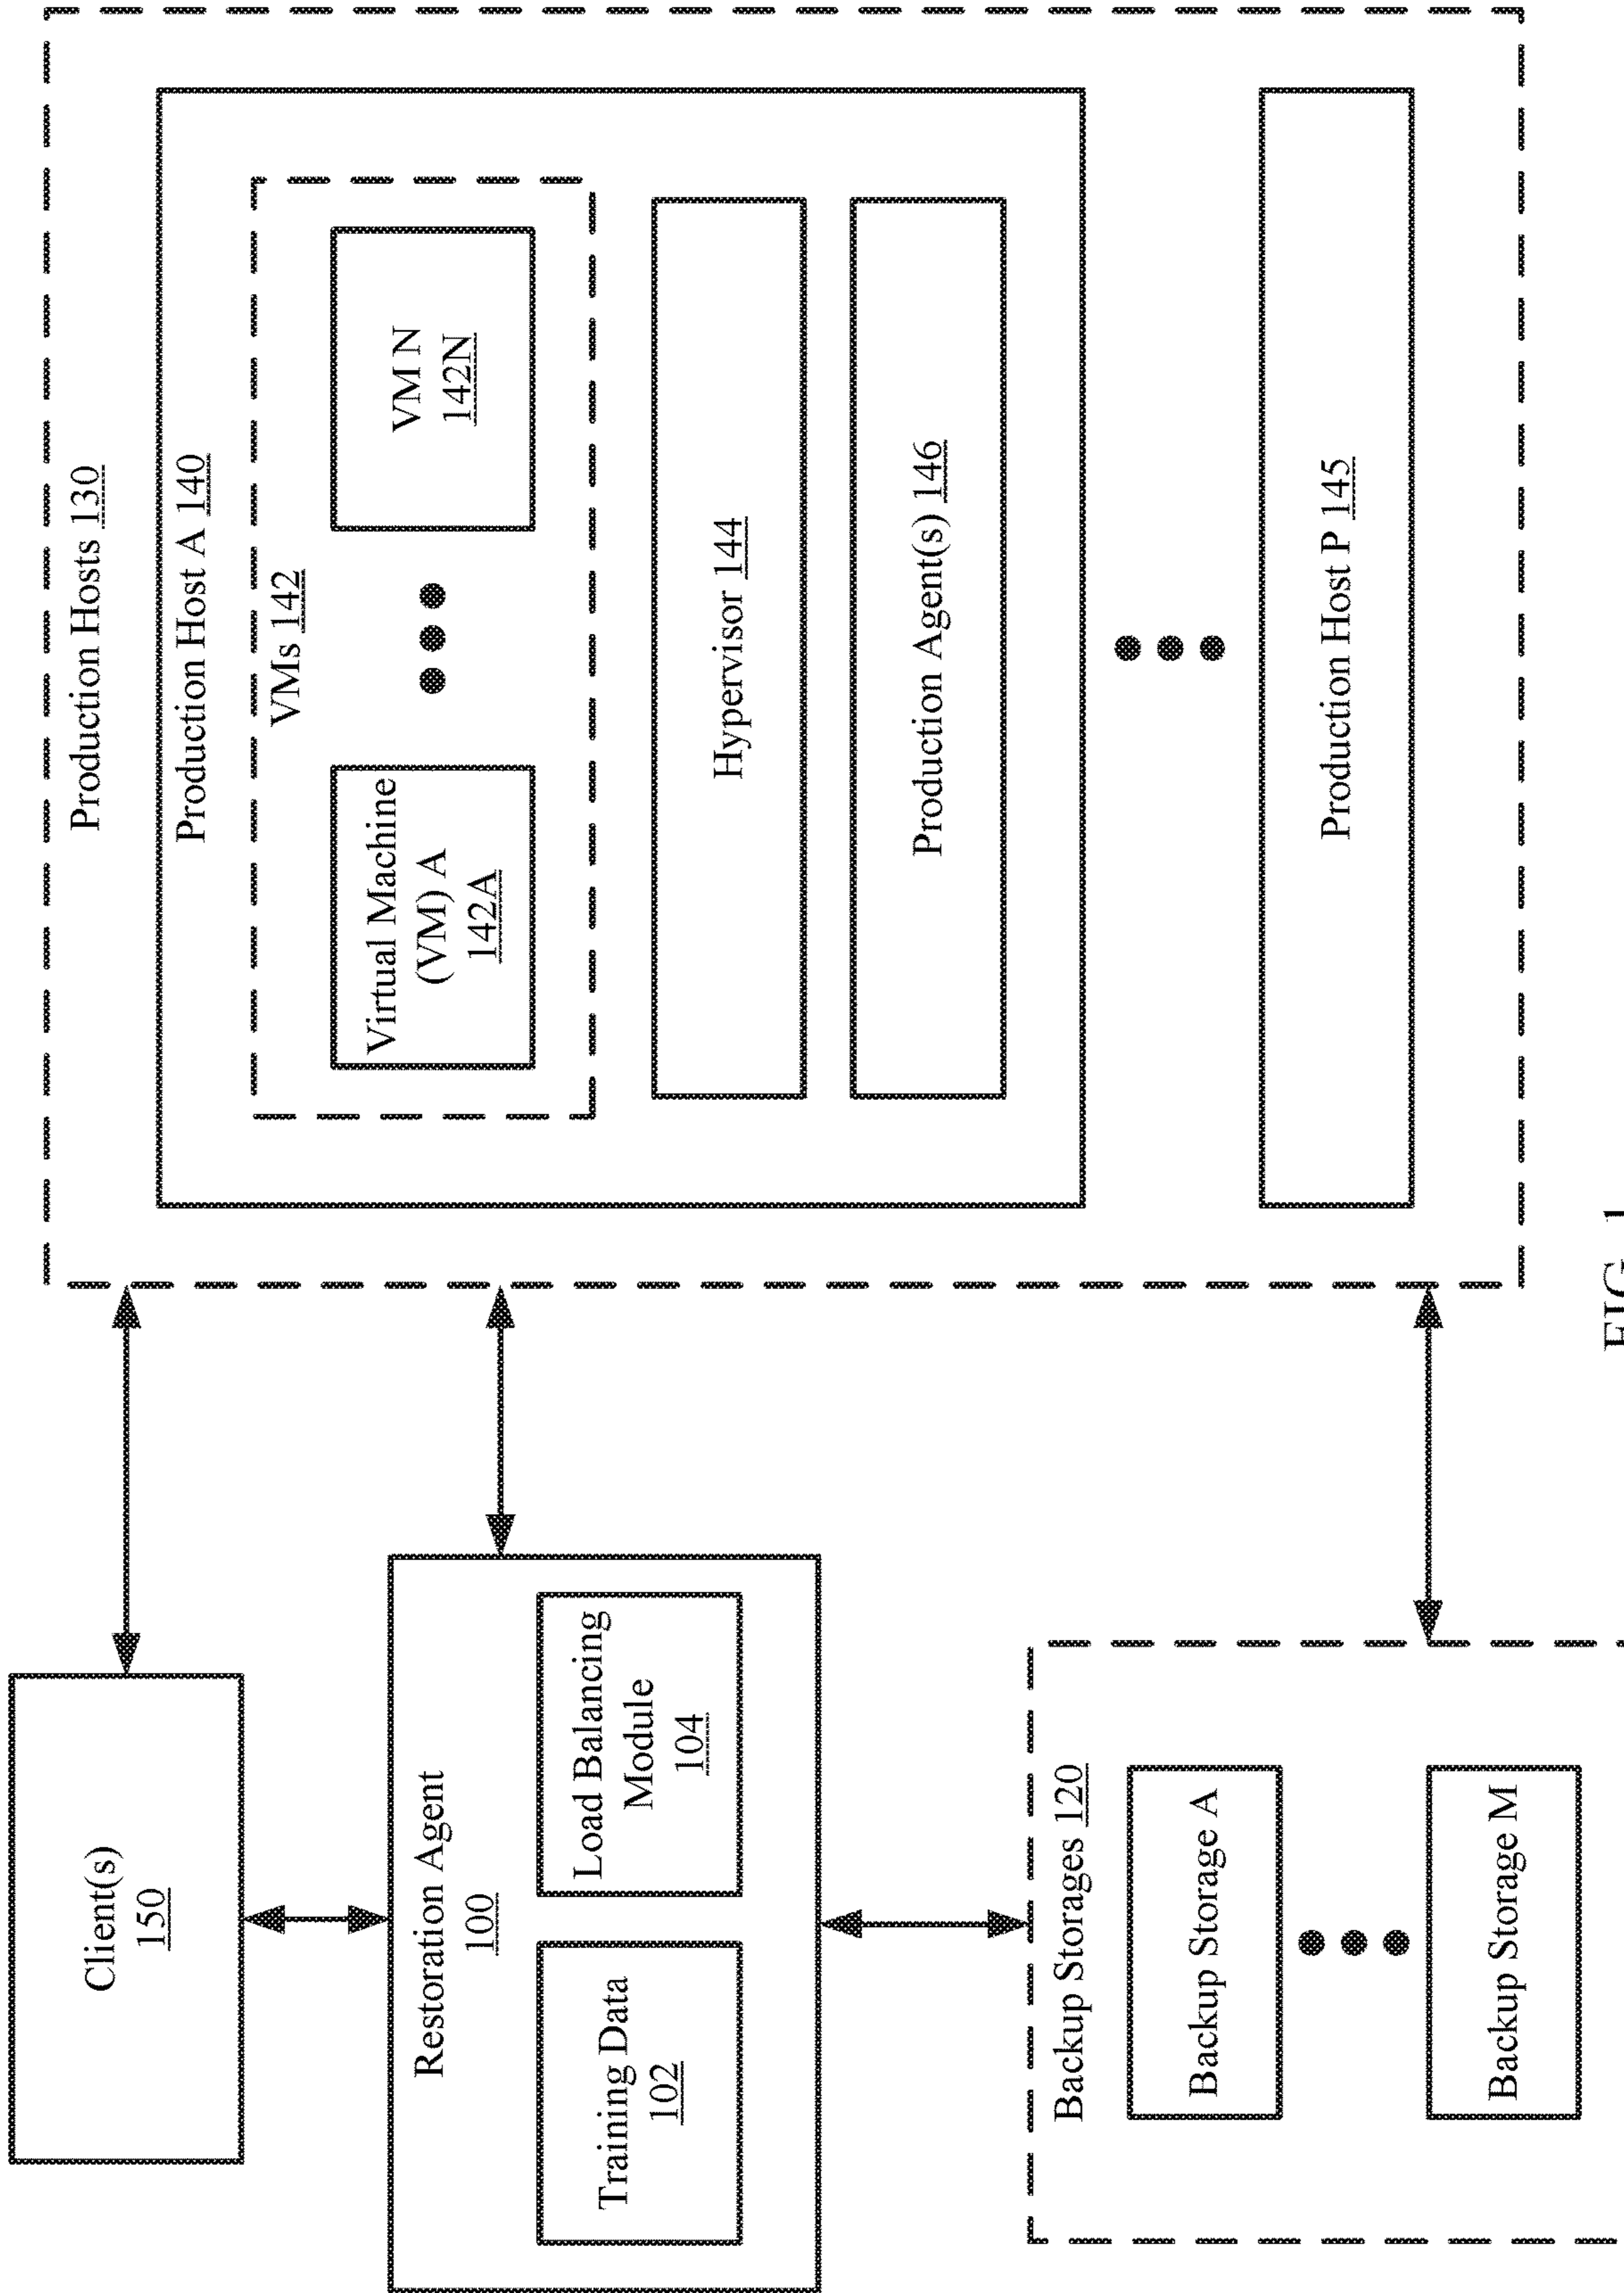 Client(s)
150
Restoration Agent
100
Training Data
102
Load Balancing
Module
104
Backup Storages 120
Backup Storage A
Backup Storage M
Production Hosts 130
Production Host A 140
VMs 142
Virtual Machine
(VM) A
142A
VM N
142N
Hypervisor 144
Production Agent(s) 146
Production Host P 145
FIG. 1